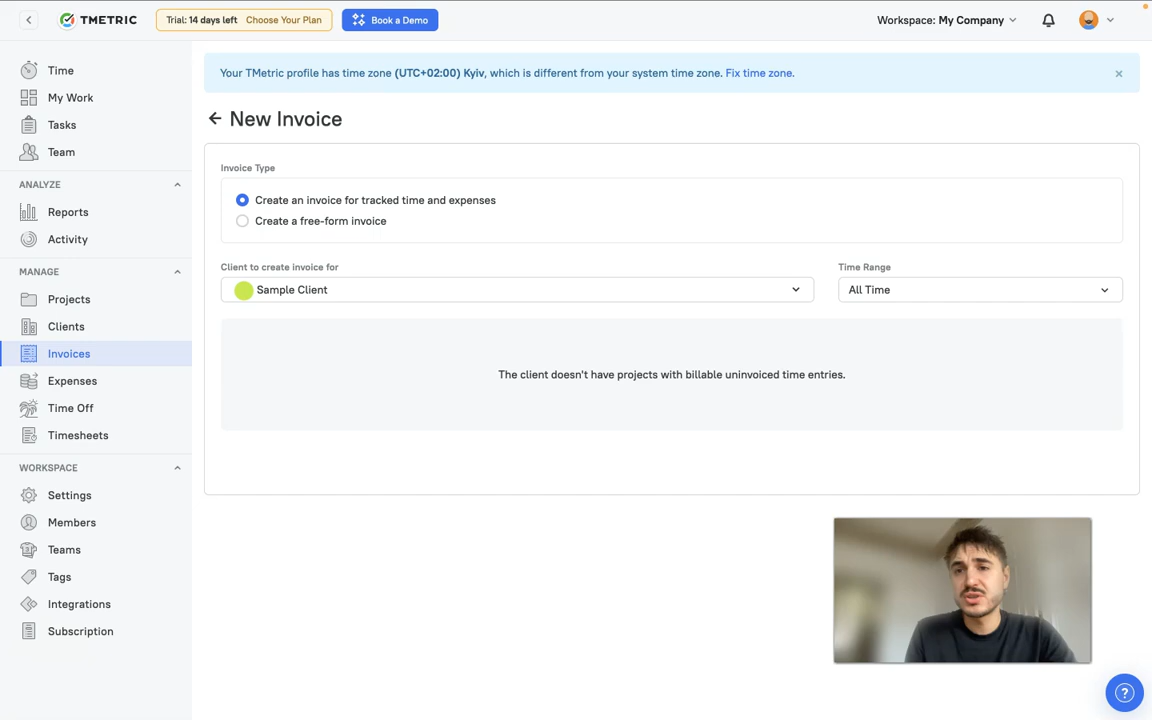 TMETRIC
Trial: 14 days left Choose Your Plan
Book a Demo
Workspace: My Company
Time
My Work
Tasks
Team
ANALYZE
Reports
Activity
MANAGE
Projects
Clients
Invoices
Expenses
Time Off
Timesheets
WORKSPACE
Settings
Members
Teams
Tags
Integrations
Subscription
Your TMetric profile has time zone (UTC+02:00) Kyiv, which is different from your system time zone. Fix time zone.
New Invoice
Invoice Type
Create an invoice for tracked time and expenses
Create a free-form invoice
Client to create invoice for
Sample Client
Time Range
All Time
The client doesn't have projects with billable uninvoiced time entries.
?